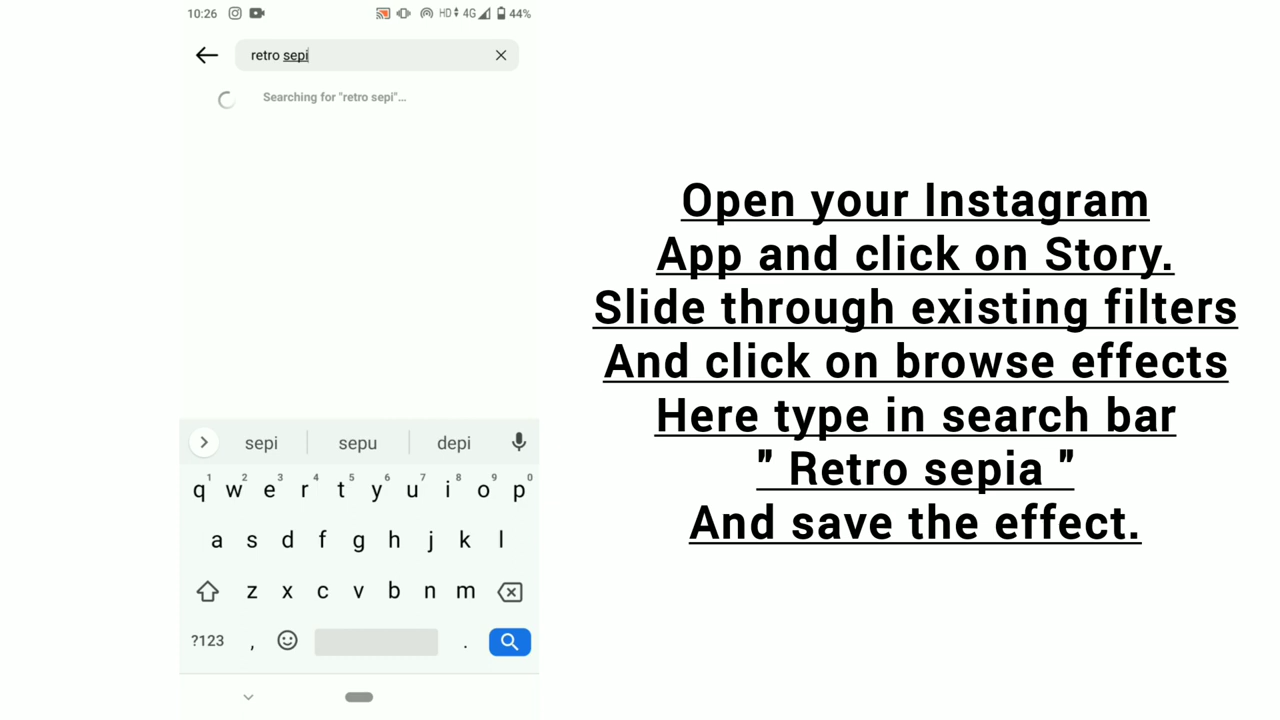 10:26
HD 4G 44%
retro sepi
Searching for "retro sepi"...
sepi sepu depi
1 2 3 4 5 6 7 8 9 0
q w e r t y u i o p
a s d f g h j k l
z x c v b n m
?123 , .
Open your Instagram
App and click on Story.
Slide through existing filters
And click on browse effects
Here type in search bar
" Retro sepia "
And save the effect.